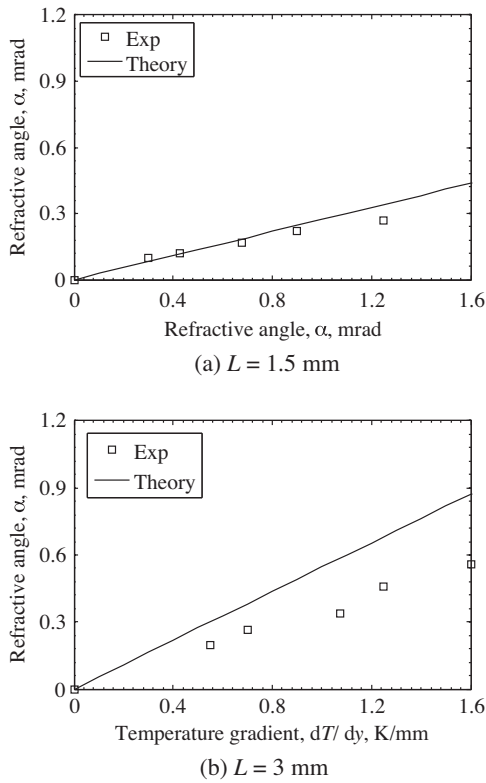 1.2
Exp
Theory
0.9
0.6
0.3
0
Refractive angle, α, mrad
0
0.4
0.8
1.2
1.6
Refractive angle, α, mrad
(a) L = 1.5 mm
1.2
Exp
Theory
0.9
0.6
0.3
0
Refractive angle, α, mrad
0
0.4
0.8
1.2
1.6
Temperature gradient, dT/ dy, K/mm
(b) L = 3 mm